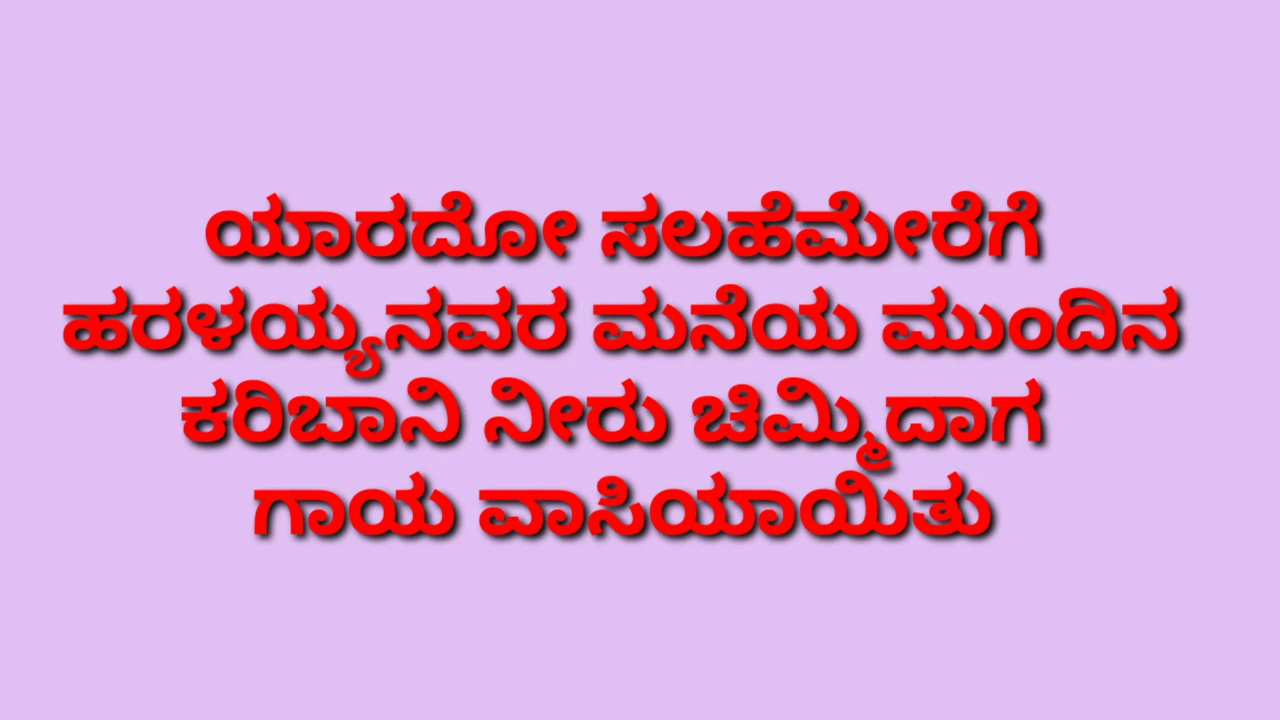 ಯಾರದೋ ಸಲಹೆಮೇರೆಗೆ
ಹರಳಯ್ಯನವರ ಮನೆಯ ಮುಂದಿನ
ಕರಿಬಾನಿ ನೀರು ಚಿಮ್ಮಿದಾಗ
ಗಾಯ ವಾಸಿಯಾಯಿತು